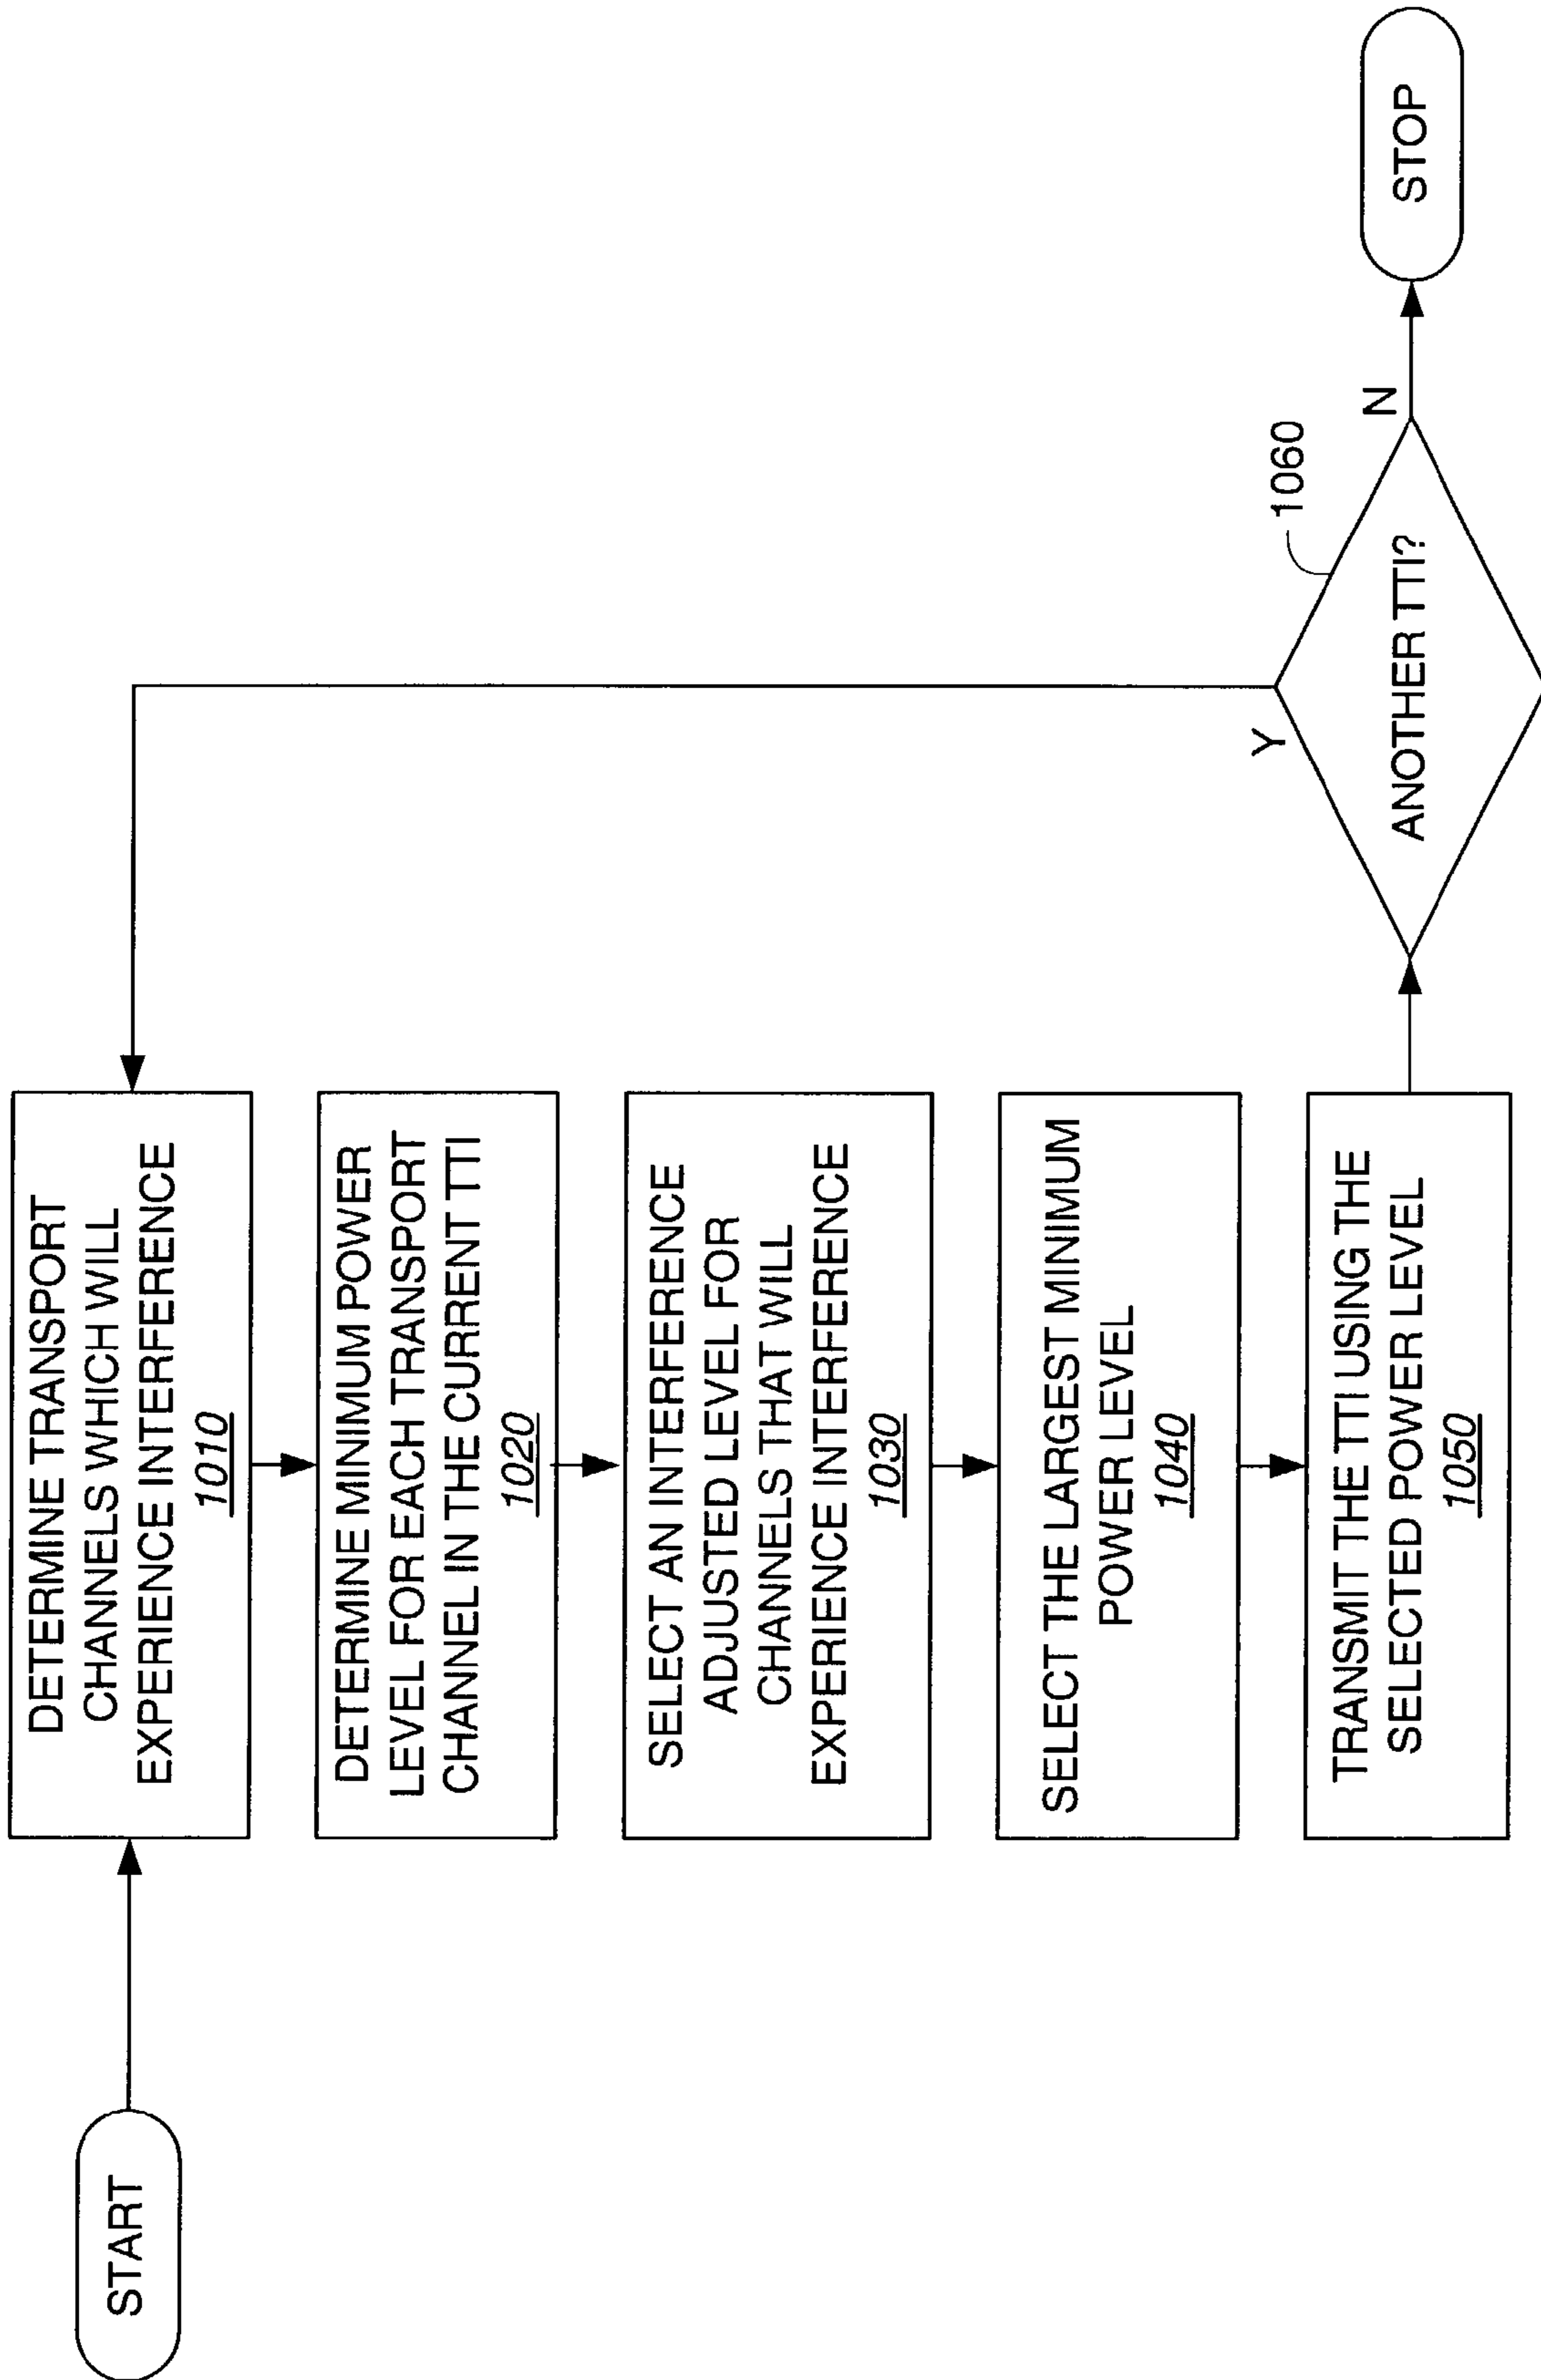 START
DETERMINE TRANSPORT
CHANNELS WHICH WILL
EXPERIENCE INTERFERENCE
1010
DETERMINE MINIMUM POWER
LEVEL FOR EACH TRANSPORT
CHANNEL IN THE CURRENT TTI
1020
SELECT AN INTERFERENCE
ADJUSTED LEVEL FOR
CHANNELS THAT WILL
EXPERIENCE INTERFERENCE
1030
SELECT THE LARGEST MINIMUM
POWER LEVEL
1040
TRANSMIT THE TTI USING THE
SELECTED POWER LEVEL
1050
Y
1060
ANOTHER TTI?
N
STOP